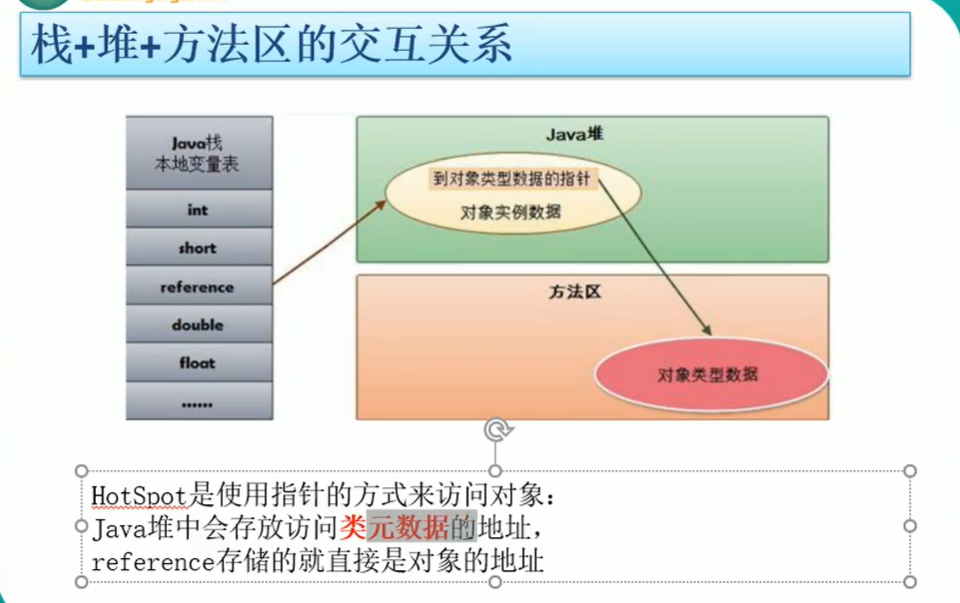 栈+堆+方法区的交互关系
Java栈
本地变量表
int
short
reference
double
float
......
Java堆
到对象类型数据的指针
对象实例数据
方法区
对象类型数据
HotSpot是使用指针的方式来访问对象：
Java堆中会存放访问类元数据的地址，
reference存储的就直接是对象的地址